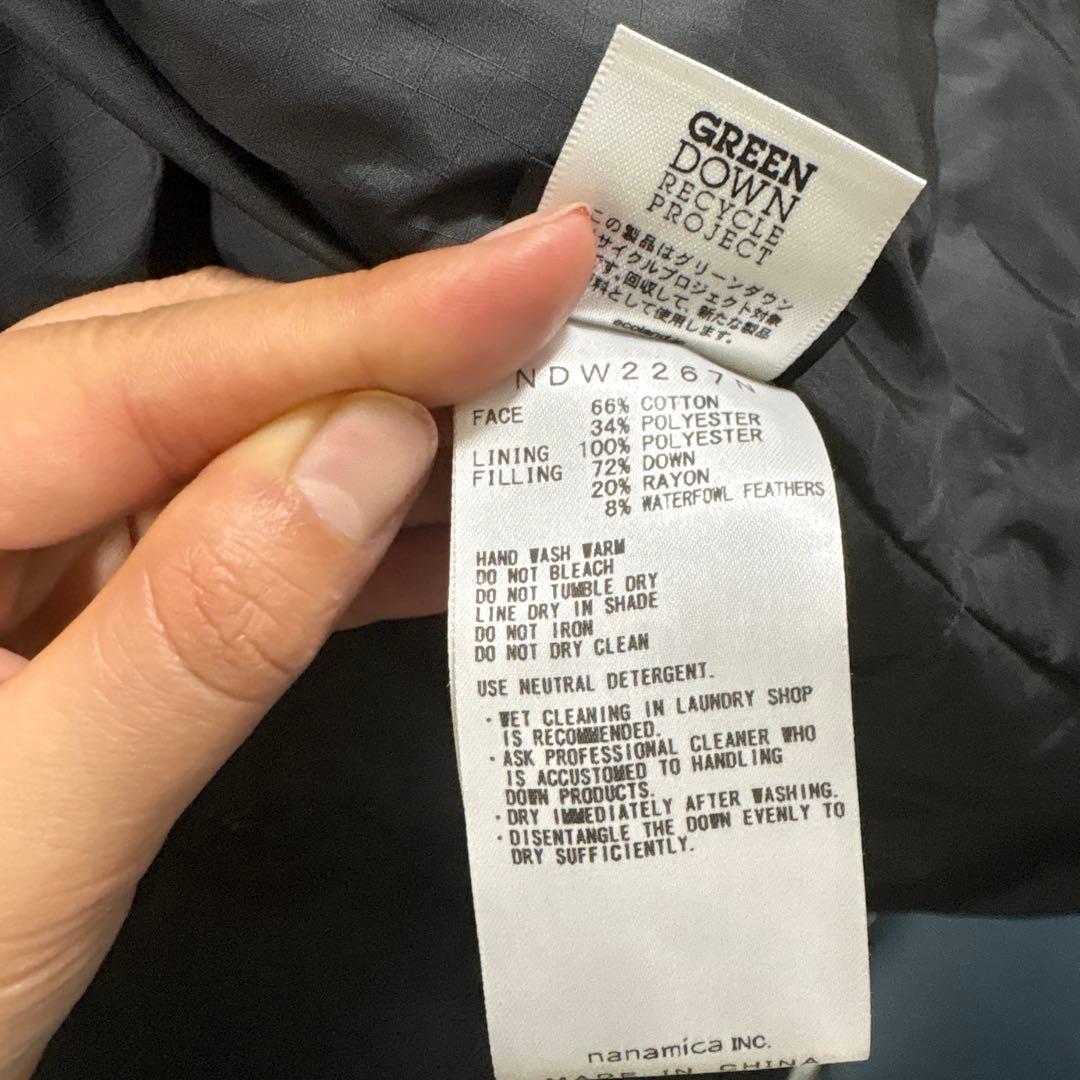 GREEN
DOWN
RECYCLE
PROJECT
この製品はグリーンダウン
サイクルプロジェクト対象
です。回収して、新たな製品
料として使用します。
NDW2267N
FACE 66% COTTON
34% POLYESTER
LINING 100% POLYESTER
FILLING 72% DOWN
20% RAYON
8% WATERFOWL FEATHERS
HAND WASH WARM
DO NOT BLEACH
DO NOT TUMBLE DRY
LINE DRY IN SHADE
DO NOT IRON
DO NOT DRY CLEAN
USE NEUTRAL DETERGENT.
・WET CLEANING IN LAUNDRY SHOP
IS RECOMMENDED.
・ASK PROFESSIONAL CLEANER WHO
IS ACCUSTOMED TO HANDLING
DOWN PRODUCTS.
・DRY IMMEDIATELY AFTER WASHING.
・DISENTANGLE THE DOWN EVENLY TO
DRY SUFFICIENTLY.
nanamica INC.
MADE IN CHINA